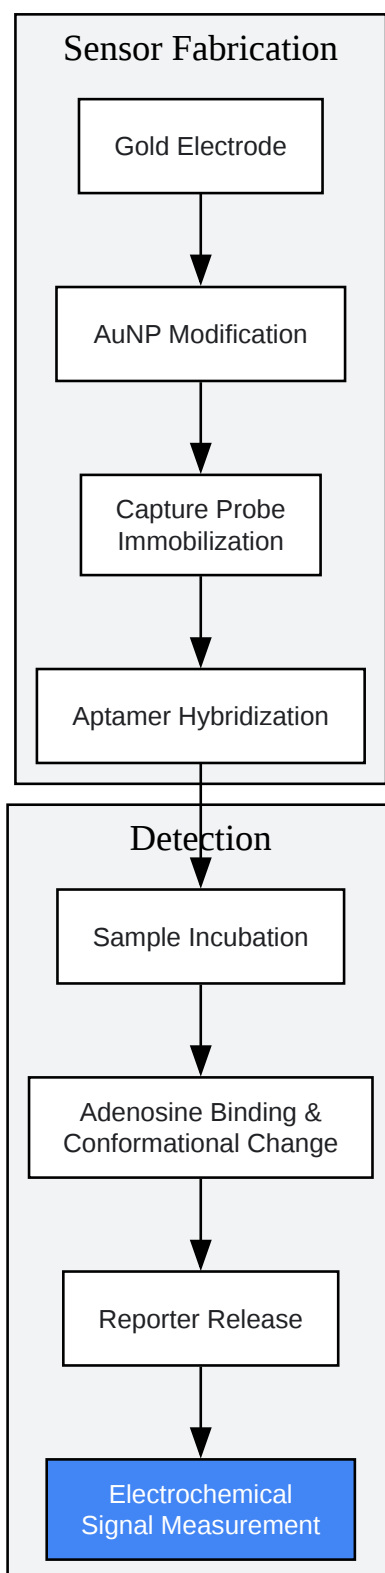 Sensor Fabrication
Gold Electrode
AuNP Modification
Capture Probe
Immobilization
Aptamer Hybridization
Detection
Sample Incubation
Adenosine Binding &
Conformational Change
Reporter Release
Electrochemical
Signal Measurement